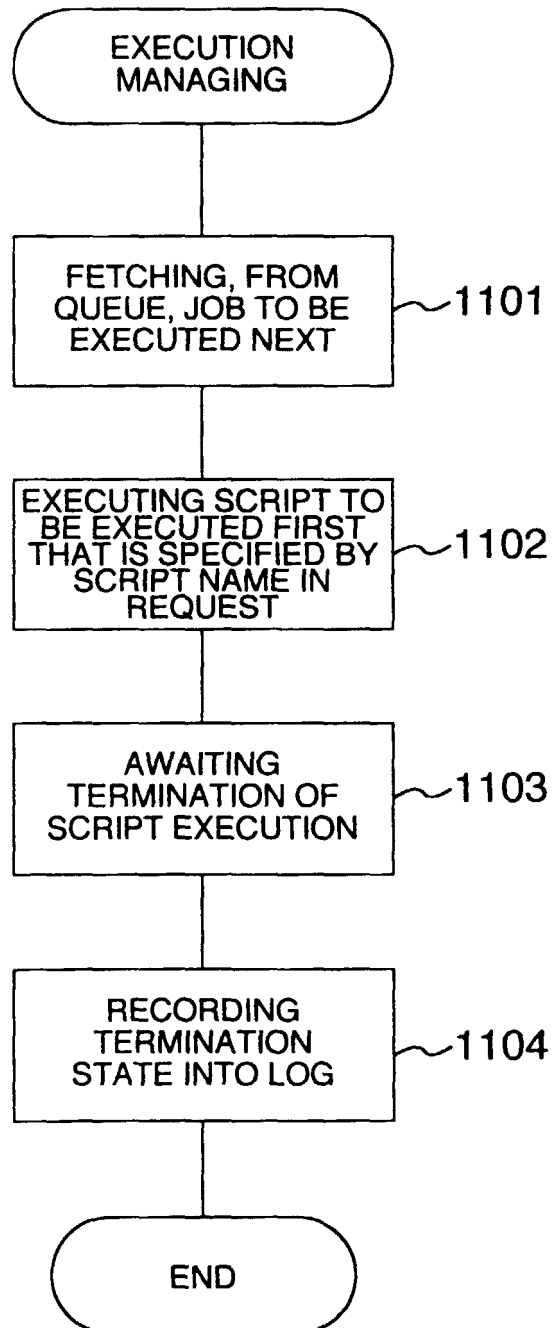 EXECUTION
MANAGING
FETCHING, FROM
QUEUE, JOB TO BE
EXECUTED NEXT
1101
EXECUTING SCRIPT TO
BE EXECUTED FIRST
THAT IS SPECIFIED BY
SCRIPT NAME IN
REQUEST
1102
AWAITING
TERMINATION OF
SCRIPT EXECUTION
1103
RECORDING
TERMINATION
STATE INTO LOG
1104
END